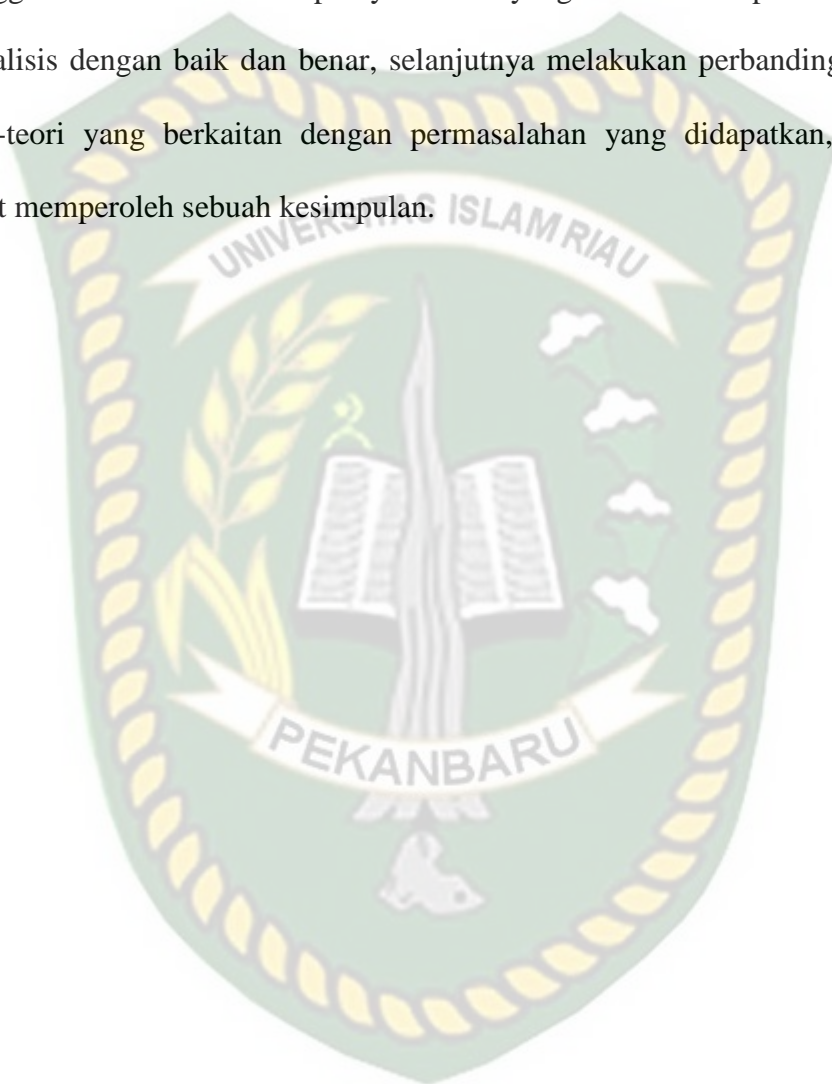 alisis dengan baik dan benar, selanjutnya melakukan perbanding
-teori yang berkaitan dengan permasalahan yang didapatkan,
t memperoleh sebuah kesimpulan.
UNIVERSITAS ISLAM RIAU
PEKANBARU